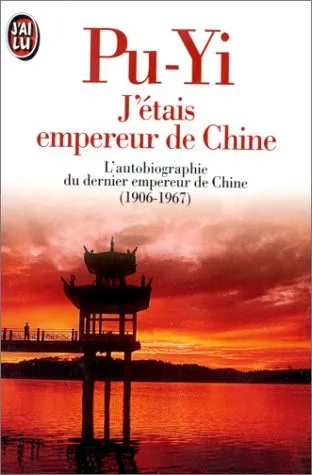 J'AI
LU
Pu-Yi
J'étais
empereur de Chine
L'autobiographie
du dernier empereur de Chine
(1906-1967)